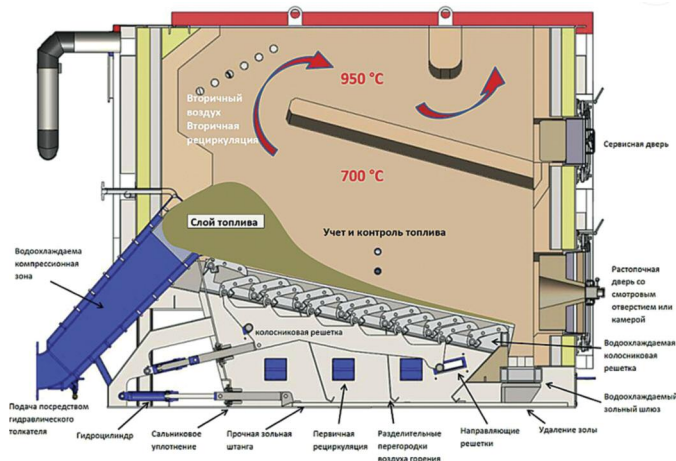 950 °C
Вторичный
воздух
Вторичная
рециркуляция
Сервисная дверь
700 °C
Слой топлива
Учет и контроль топлива
Водоохлаждаема
компрессионная
зона
Растопочная
дверь со
смотровым
отверстием или
камерой
колосниковая решетка
Водоохлаждаемая
колосниковая
решетка
Водоохлаждаемый
зольный шлюз
Подача посредством
гидравлического
толкателя
Гидроцилиндр
Сальниковое
уплотнение
Прочная зольная
штанга
Первичная
рециркуляция
Разделительные
перегородки
воздуха горения
Направляющие
решетки
Удаление золы